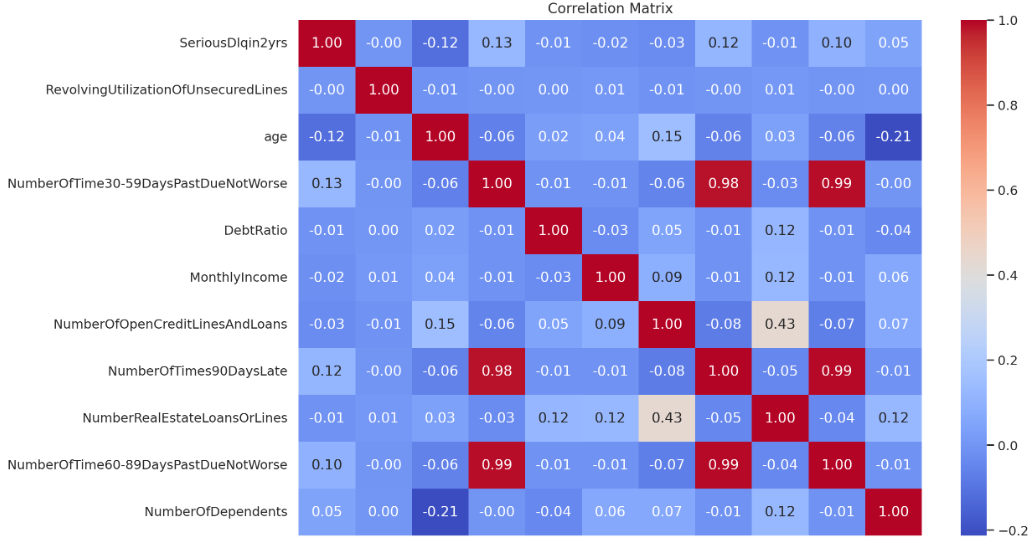 Correlation Matrix
SeriousDlqin2yrs 1.00 -0.00 -0.12 0.13 -0.01 -0.02 -0.03 0.12 -0.01 0.10 0.05
RevolvingUtilizationOfUnsecuredLines -0.00 1.00 -0.01 -0.00 0.00 0.01 -0.01 -0.00 0.01 -0.00 0.00
age -0.12 -0.01 1.00 -0.06 0.02 0.04 0.15 -0.06 0.03 -0.06 -0.21
NumberOfTime30-59DaysPastDueNotWorse 0.13 -0.00 -0.06 1.00 -0.01 -0.01 -0.06 0.98 -0.03 0.99 -0.00
DebtRatio -0.01 0.00 0.02 -0.01 1.00 -0.03 0.05 -0.01 0.12 -0.01 -0.04
MonthlyIncome -0.02 0.01 0.04 -0.01 -0.03 1.00 0.09 -0.01 0.12 -0.01 0.06
NumberOfOpenCreditLinesAndLoans -0.03 -0.01 0.15 -0.06 0.05 0.09 1.00 -0.08 0.43 -0.07 0.07
NumberOfTimes90DaysLate 0.12 -0.00 -0.06 0.98 -0.01 -0.01 -0.08 1.00 -0.05 0.99 -0.01
NumberRealEstateLoansOrLines -0.01 0.01 0.03 -0.03 0.12 0.12 0.43 -0.05 1.00 -0.04 0.12
NumberOfTime60-89DaysPastDueNotWorse 0.10 -0.00 -0.06 0.99 -0.01 -0.01 -0.07 0.99 -0.04 1.00 -0.01
NumberOfDependents 0.05 0.00 -0.21 -0.00 -0.04 0.06 0.07 -0.01 0.12 -0.01 1.00
1.0
0.8
0.6
0.4
0.2
0.0
−0.2